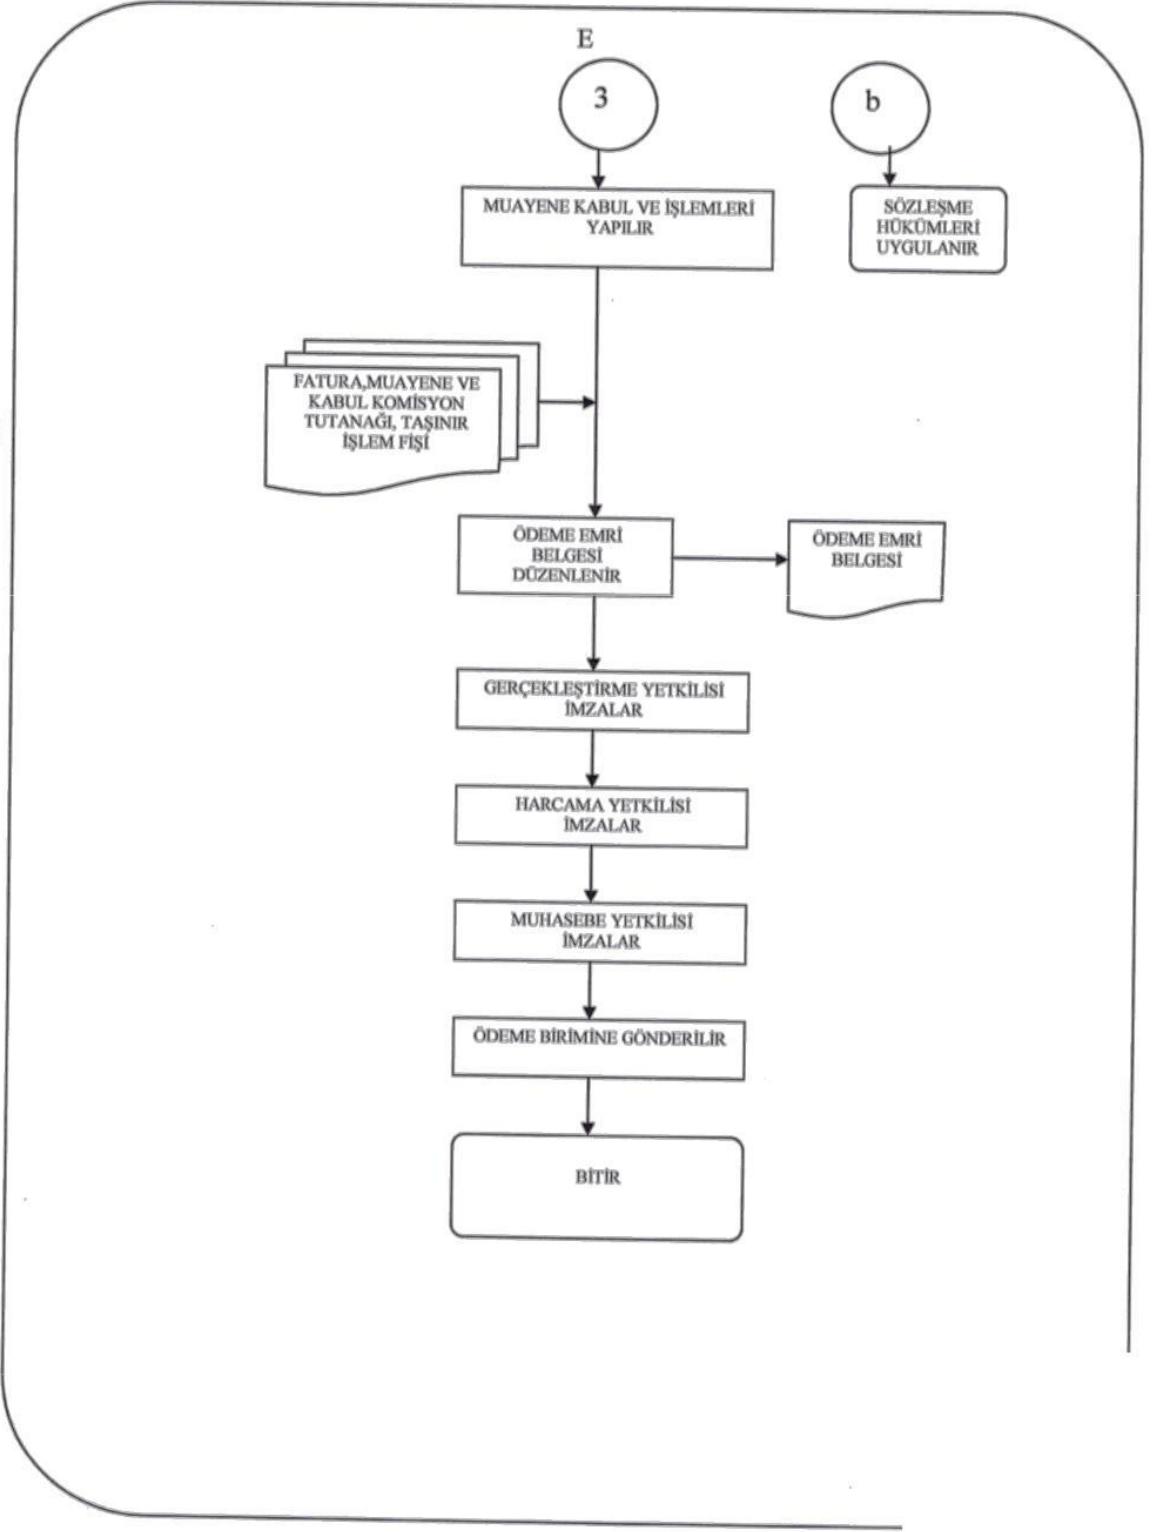 E
3
b
MUAYENE KABUL VE İŞLEMLERİ
YAPILIR
SÖZLEŞME
HÜKÜMLERİ
UYGULANIR
FATURA,MUAYENE VE
KABUL KOMİSYON
TUTANAĞI, TAŞINIR
İŞLEM FİŞİ
ÖDEME EMRİ
BELGESİ
DÜZENLENİR
ÖDEME EMRİ
BELGESİ
GERÇEKLEŞTİRME YETKİLİSİ
İMZALAR
HARCAMA YETKİLİSİ
İMZALAR
MUHASEBE YETKİLİSİ
İMZALAR
ÖDEME BİRİMİNE GÖNDERİLİR
BİTİR